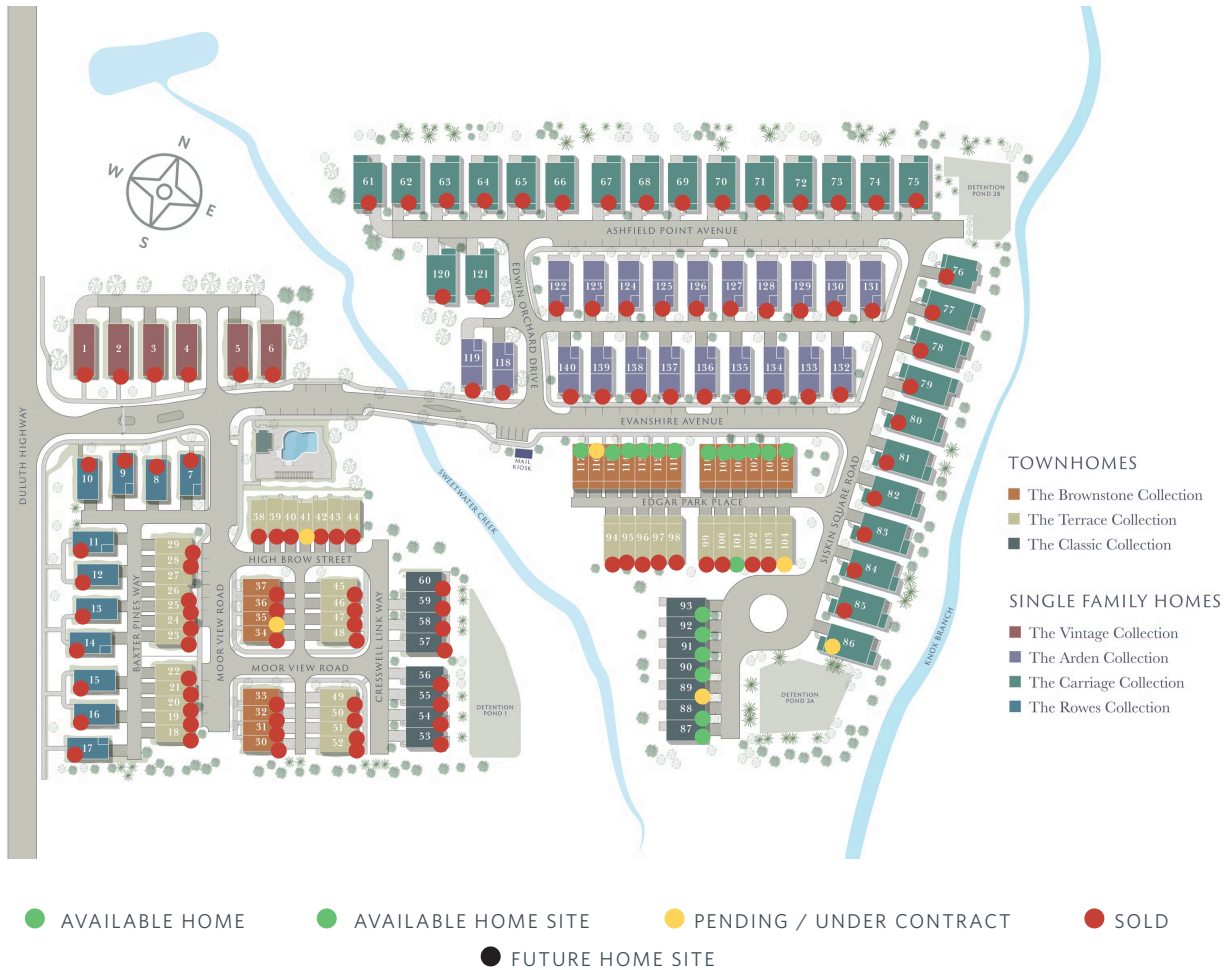 N
W
E
S
61 62 63 64 65 66 67 68 69 70 71 72 73 74 75
DETENTION
POND 2B
ASHFIELD POINT AVENUE
120 121
EDWIN ORCHARD DRIVE
122 123 124 125 126 127 128 129 130 131
76
77
78
79
80
81
82
83
84
85
86
1 2 3 4 5 6
119 118
140 139 138 137 136 135 134 133 132
DULUTH HIGHWAY
EVANSHIRE AVENUE
MAIL
KIOSK
SWEETWATER CREEK
EDGAR PARK PLACE
SISKIN SQUARE ROAD
KNOX BRANCH
10 9 8 7
38 39 40 41 42 43 44
HIGH BROW STREET
94 95 96 97 98
99 100 101 102 103 104
11
12
13
14
15
16
17
BAXTER PINES WAY
29
28
27
26
25
24
23
22
21
20
19
18
MOOR VIEW ROAD
37
36
35
34
45
46
47
48
MOOR VIEW ROAD
33
32
31
30
49
50
51
52
CRESSWELL LINK WAY
60
59
58
57
56
55
54
53
DETENTION
POND 1
93
92
91
90
89
88
87
DETENTION
POND 2A
TOWNHOMES
The Brownstone Collection
The Terrace Collection
The Classic Collection
SINGLE FAMILY HOMES
The Vintage Collection
The Arden Collection
The Carriage Collection
The Rowes Collection
AVAILABLE HOME
AVAILABLE HOME SITE
PENDING / UNDER CONTRACT
SOLD
FUTURE HOME SITE